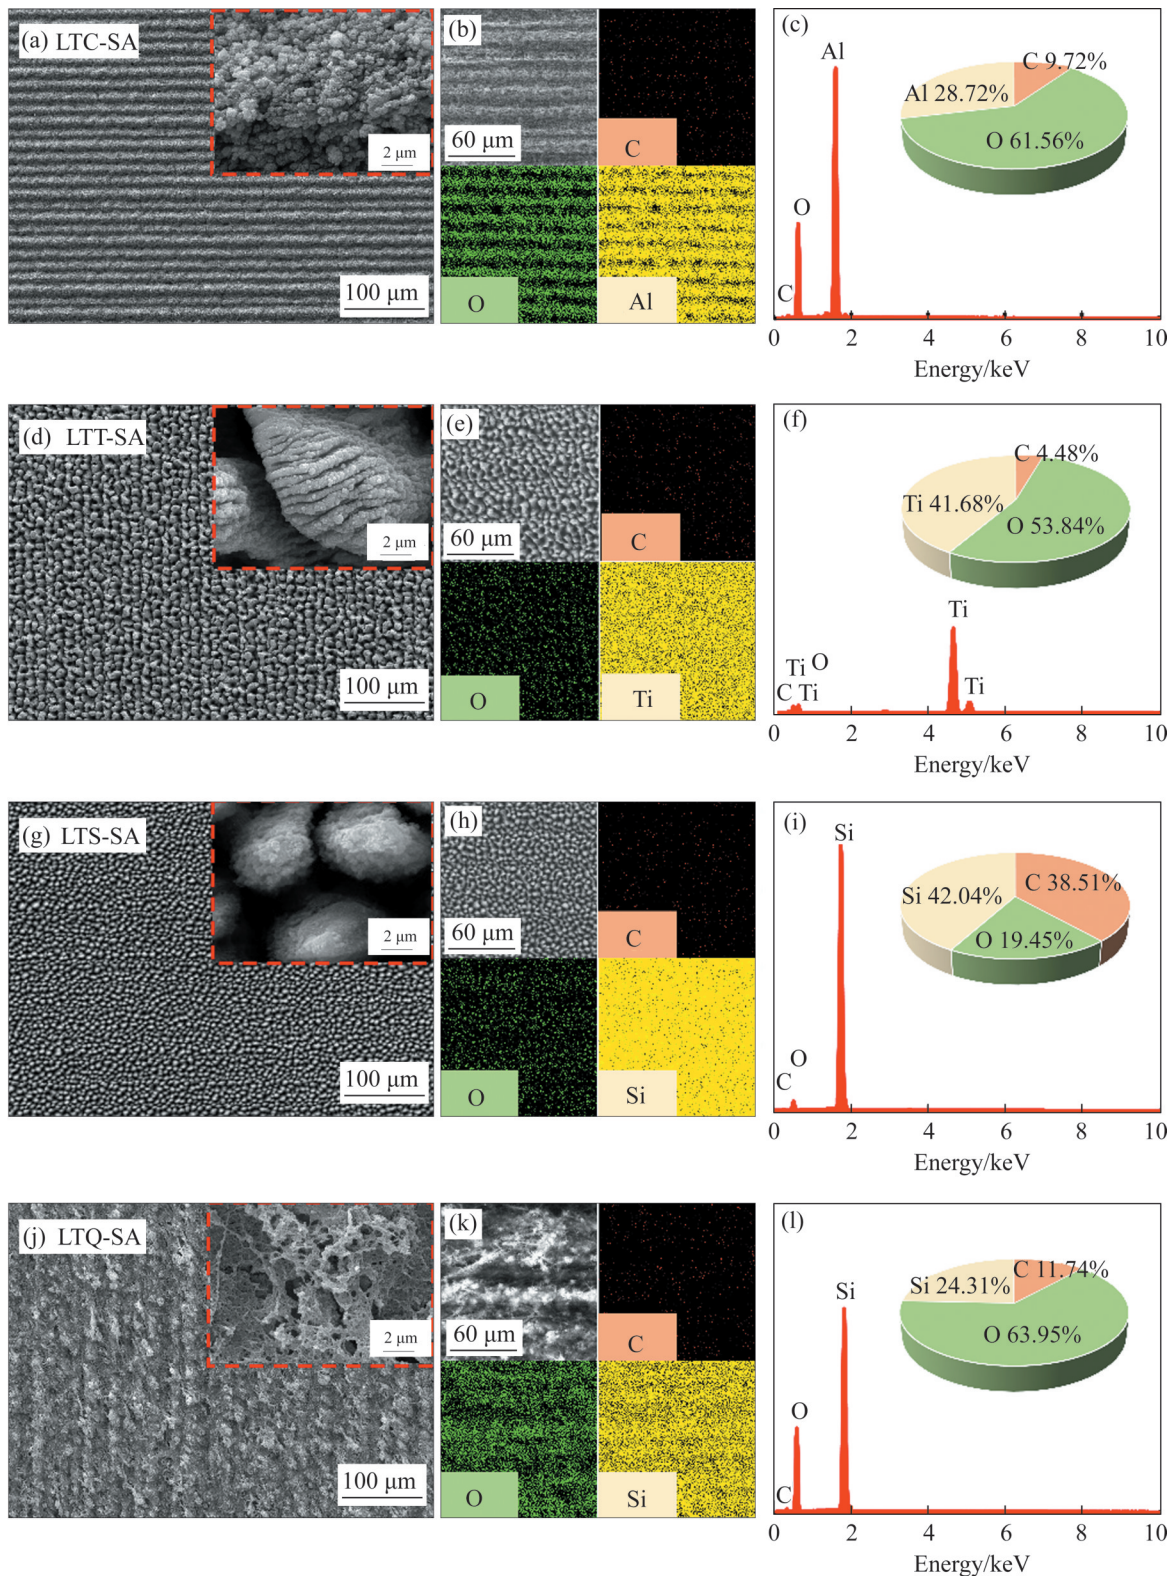 (a) LTC-SA
2 μm
100 μm
(b)
60 μm
C
O
Al
(c)
Al
O
C
C 9.72%
Al 28.72%
O 61.56%
0 2 4 6 8 10
Energy/keV
(d) LTT-SA
2 μm
100 μm
(e)
60 μm
C
O
Ti
(f)
C 4.48%
Ti 41.68%
O 53.84%
Ti
Ti O
C Ti
Ti
0 2 4 6 8 10
Energy/keV
(g) LTS-SA
2 μm
100 μm
(h)
60 μm
C
O
Si
(i)
Si
C 38.51%
Si 42.04%
O 19.45%
O
C
0 2 4 6 8 10
Energy/keV
(j) LTQ-SA
2 μm
100 μm
(k)
60 μm
C
O
Si
(l)
C 11.74%
Si 24.31%
O 63.95%
Si
O
C
0 2 4 6 8 10
Energy/keV